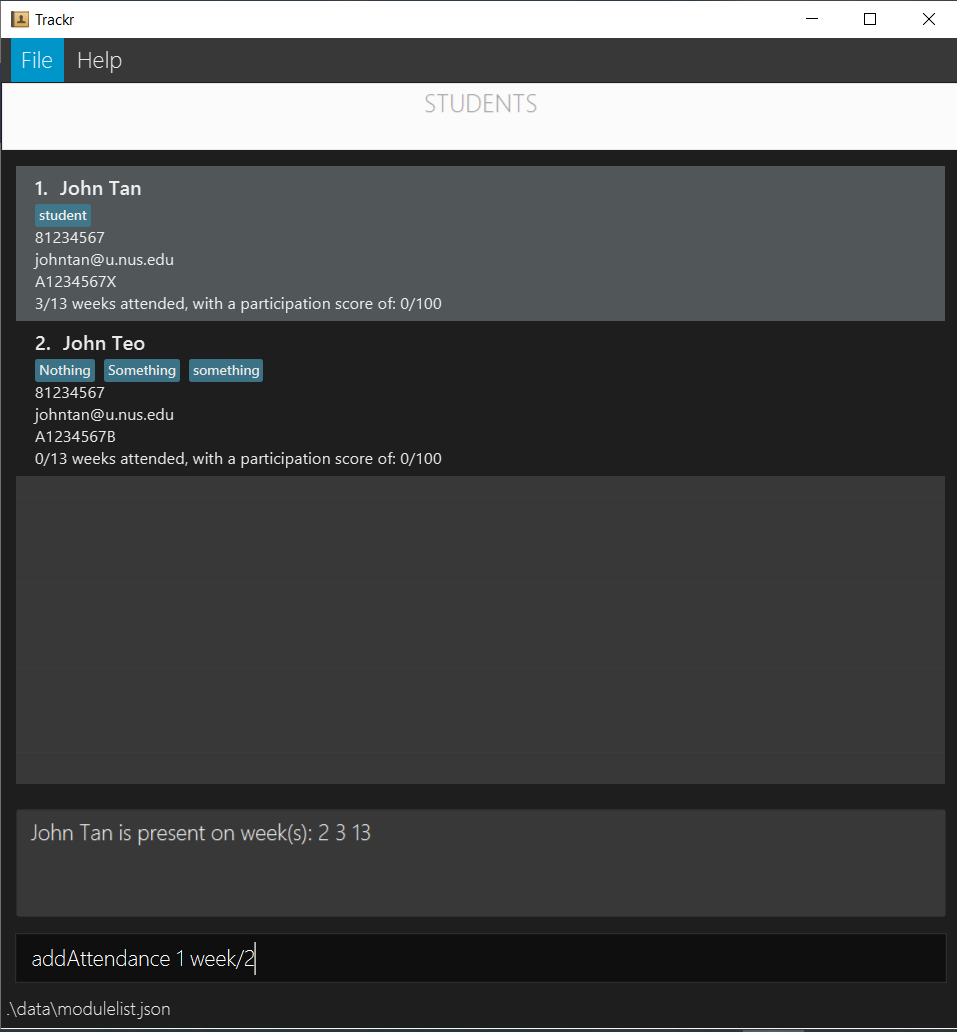 Trackr
File Help
STUDENTS
1. John Tan
student
81234567
johntan@u.nus.edu
A1234567X
3/13 weeks attended, with a participation score of: 0/100
2. John Teo
Nothing Something something
81234567
johntan@u.nus.edu
A1234567B
0/13 weeks attended, with a participation score of: 0/100
John Tan is present on week(s): 2 3 13
addAttendance 1 week/2
.\data\modulelist.json